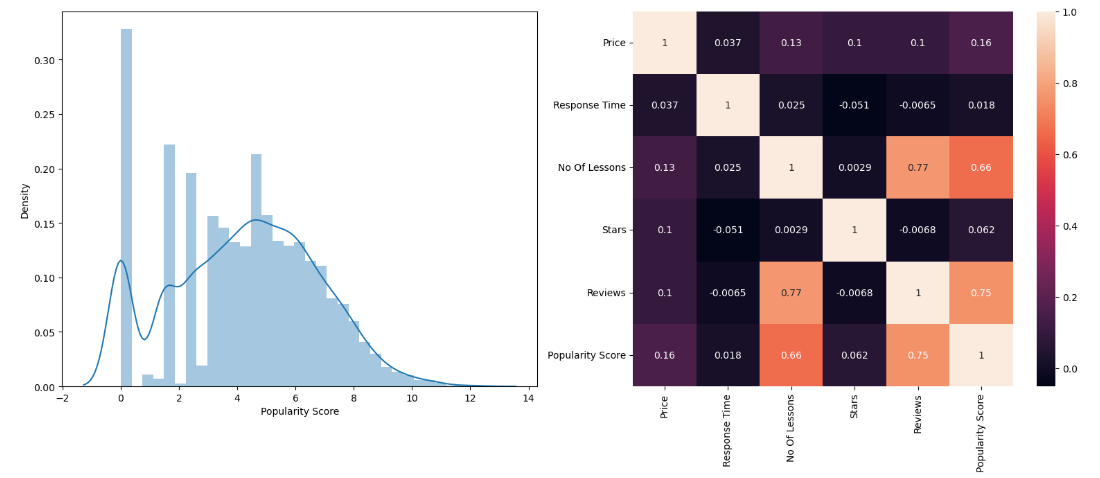 0.30
0.25
0.20
0.15
0.10
0.05
0.00
Density
−2 0 2 4 6 8 10 12 14
Popularity Score
Price 1 0.037 0.13 0.1 0.1 0.16
Response Time 0.037 1 0.025 -0.051 -0.0065 0.018
No Of Lessons 0.13 0.025 1 0.0029 0.77 0.66
Stars 0.1 -0.051 0.0029 1 -0.0068 0.062
Reviews 0.1 -0.0065 0.77 -0.0068 1 0.75
Popularity Score 0.16 0.018 0.66 0.062 0.75 1
Price
Response Time
No Of Lessons
Stars
Reviews
Popularity Score
1.0
0.8
0.6
0.4
0.2
0.0